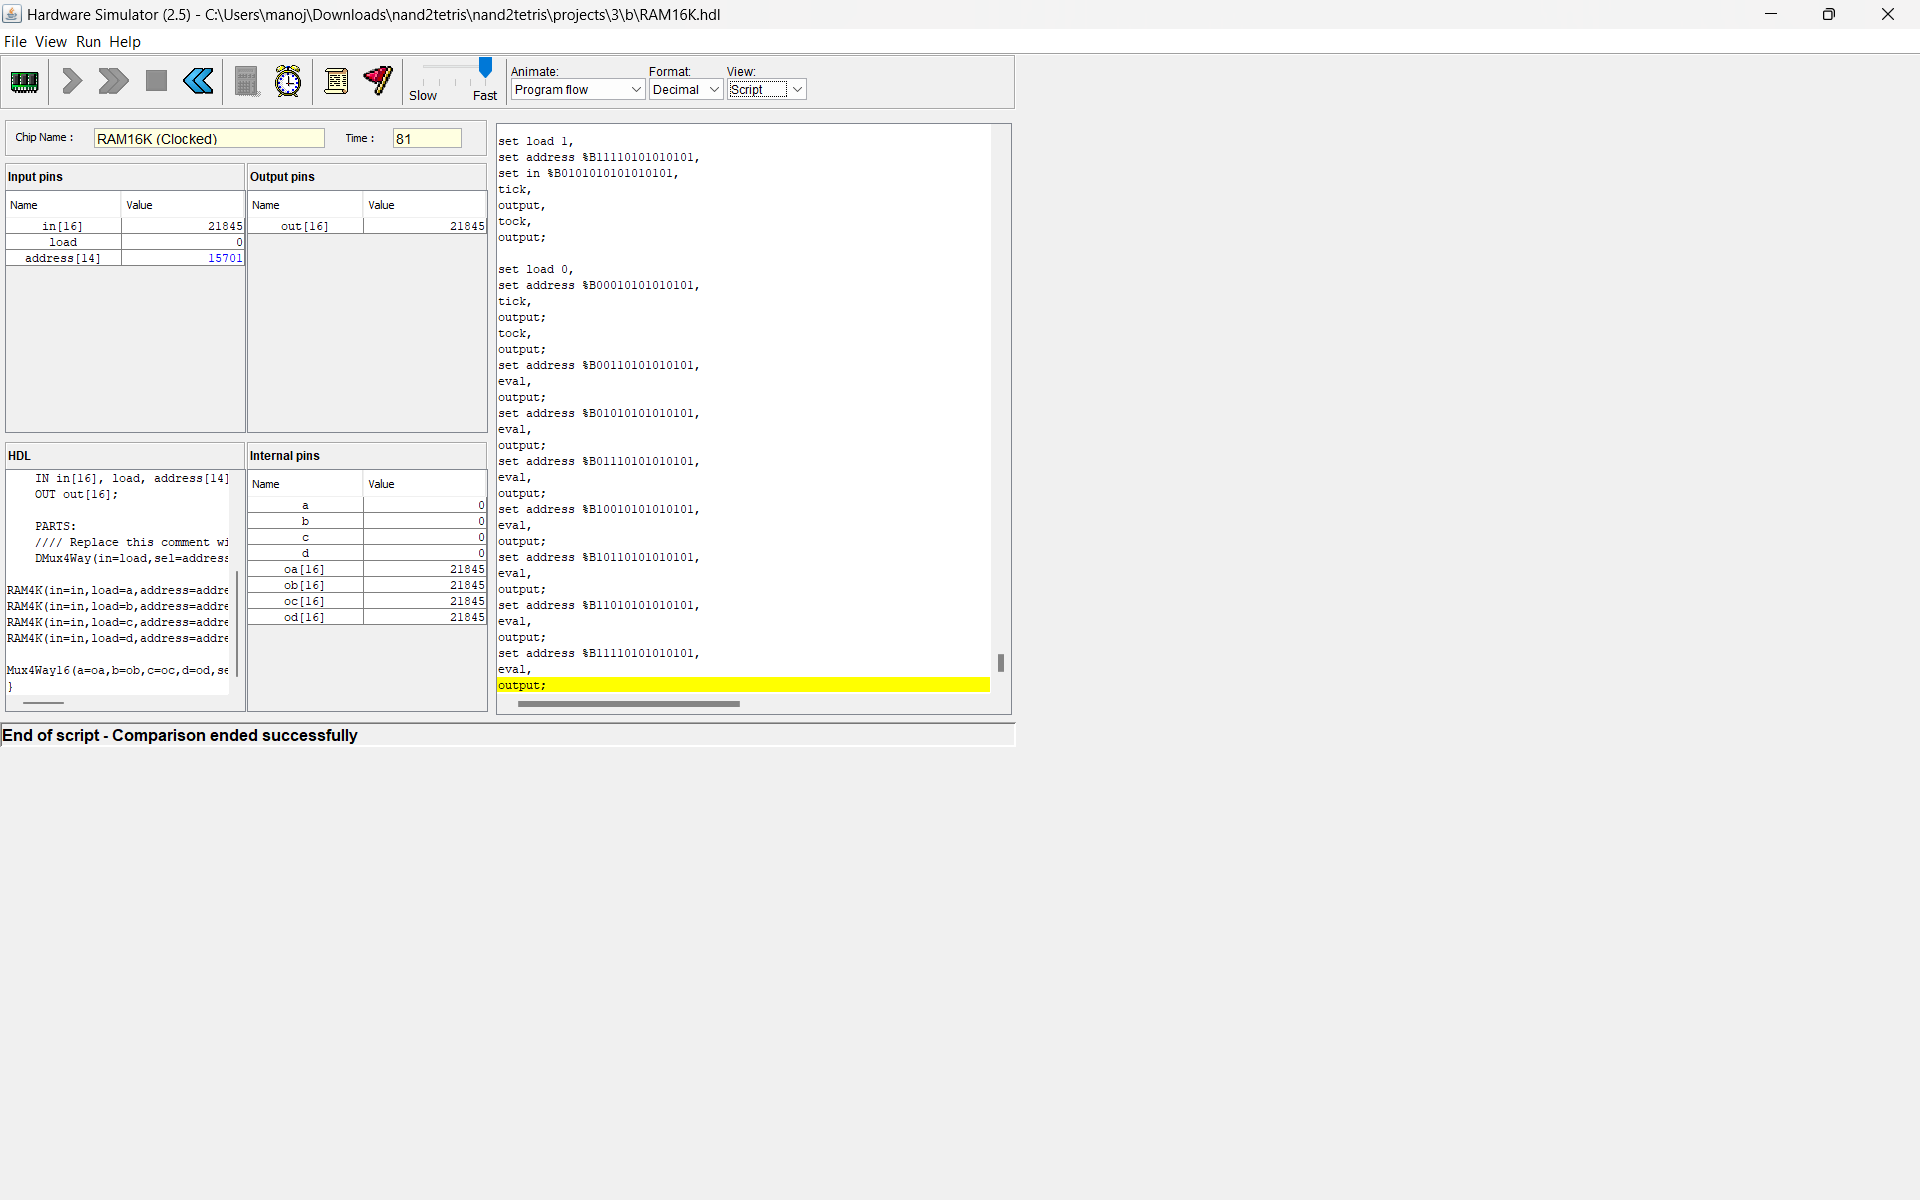 Hardware Simulator (2.5) - C:\Users\manoj\Downloads\nand2tetris\nand2tetris\projects\3\b\RAM16K.hdl
File View Run Help
Slow Fast
Animate: Format: View:
Program flow Decimal Script
Chip Name : RAM16K (Clocked) Time : 81
Input pins
Name Value
in[16] 21845
load 0
address[14] 15701
Output pins
Name Value
out[16] 21845
HDL
IN in[16], load, address[14]
OUT out[16];
PARTS:
//// Replace this comment wi
DMux4Way(in=load,sel=address
RAM4K(in=in,load=a,address=addre
RAM4K(in=in,load=b,address=addre
RAM4K(in=in,load=c,address=addre
RAM4K(in=in,load=d,address=addre
Mux4Way16(a=oa,b=ob,c=oc,d=od,se
}
Internal pins
Name Value
a 0
b 0
c 0
d 0
oa[16] 21845
ob[16] 21845
oc[16] 21845
od[16] 21845
set load 1,
set address %B11110101010101,
set in %B0101010101010101,
tick,
output,
tock,
output;
set load 0,
set address %B00010101010101,
tick,
output;
tock,
output;
set address %B00110101010101,
eval,
output;
set address %B01010101010101,
eval,
output;
set address %B01110101010101,
eval,
output;
set address %B10010101010101,
eval,
output;
set address %B10110101010101,
eval,
output;
set address %B11010101010101,
eval,
output;
set address %B11110101010101,
eval,
output;
End of script - Comparison ended successfully